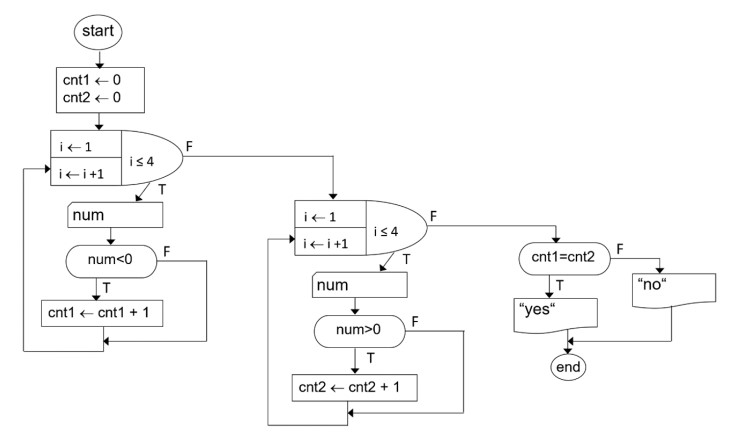 start
cnt1 ← 0
cnt2 ← 0
i ← 1
i ← i +1
i ≤ 4
F
T
num
num<0
F
T
cnt1 ← cnt1 + 1
i ← 1
i ← i+1
i ≤ 4
F
T
num
num>0
F
T
cnt2 ← cnt2 + 1
cnt1=cnt2
F
T
“no“
“yes“
end